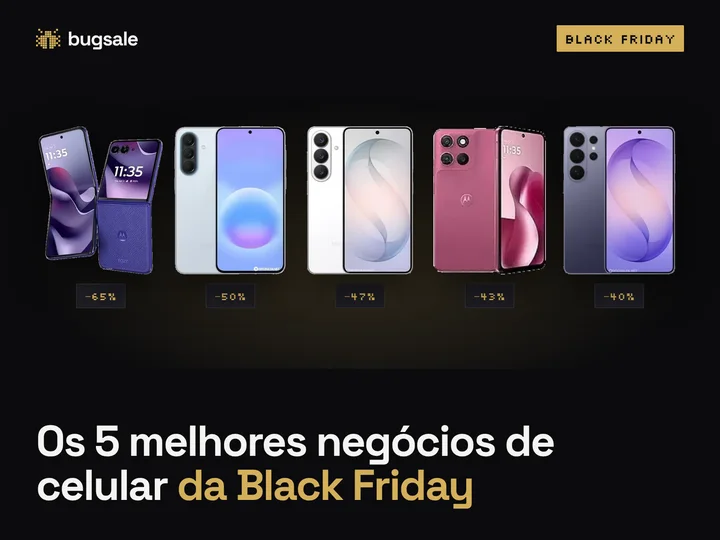 bugsale
BLACK FRIDAY
11:35
11:35
11:35
-65%
-50%
-47%
-43%
-40%
Os 5 melhores negócios de
celular da Black Friday